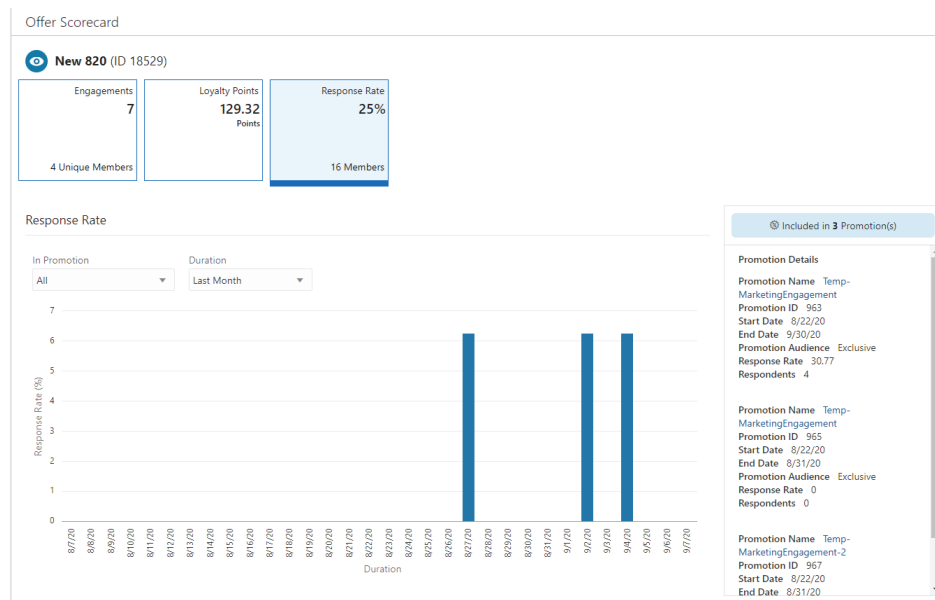 Offer Scorecard
New 820 (ID 18529)
Engagements
7
4 Unique Members
Loyalty Points
129.32
Points
Response Rate
25%
16 Members
Response Rate
In Promotion
All
Duration
Last Month
7
6
5
4
3
2
1
0
Response Rate (%)
8/7/20
8/8/20
8/9/20
8/10/20
8/11/20
8/12/20
8/13/20
8/14/20
8/15/20
8/16/20
8/17/20
8/18/20
8/19/20
8/20/20
8/21/20
8/22/20
8/23/20
8/24/20
8/25/20
8/26/20
8/27/20
8/28/20
8/29/20
8/30/20
8/31/20
9/1/20
9/2/20
9/3/20
9/4/20
9/5/20
9/6/20
9/7/20
Duration
Included in 3 Promotion(s)
Promotion Details
Promotion Name Temp-
MarketingEngagement
Promotion ID 963
Start Date 8/22/20
End Date 9/30/20
Promotion Audience Exclusive
Response Rate 30.77
Respondents 4
Promotion Name Temp-
MarketingEngagement
Promotion ID 965
Start Date 8/22/20
End Date 8/31/20
Promotion Audience Exclusive
Response Rate 0
Respondents 0
Promotion Name Temp-
MarketingEngagement-2
Promotion ID 967
Start Date 8/22/20
End Date 8/31/20